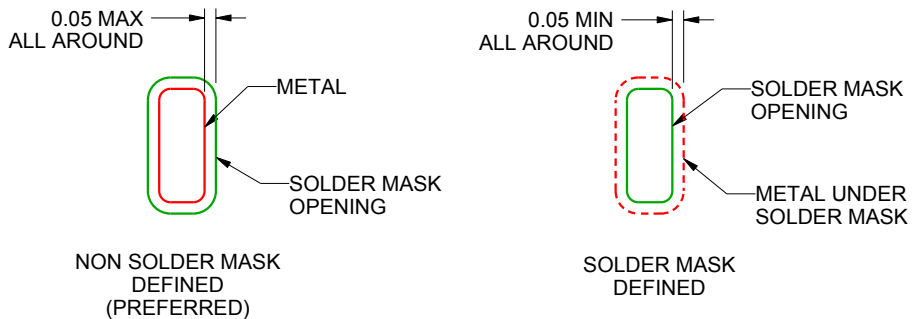 0.05 MAX
ALL AROUND
METAL
SOLDER MASK
OPENING
NON SOLDER MASK
DEFINED
(PREFERRED)
0.05 MIN
ALL AROUND
SOLDER MASK
OPENING
METAL UNDER
SOLDER MASK
SOLDER MASK
DEFINED